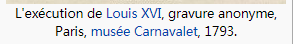 L'exécution de Louis XVI, gravure anonyme,
Paris, musée Carnavalet, 1793.